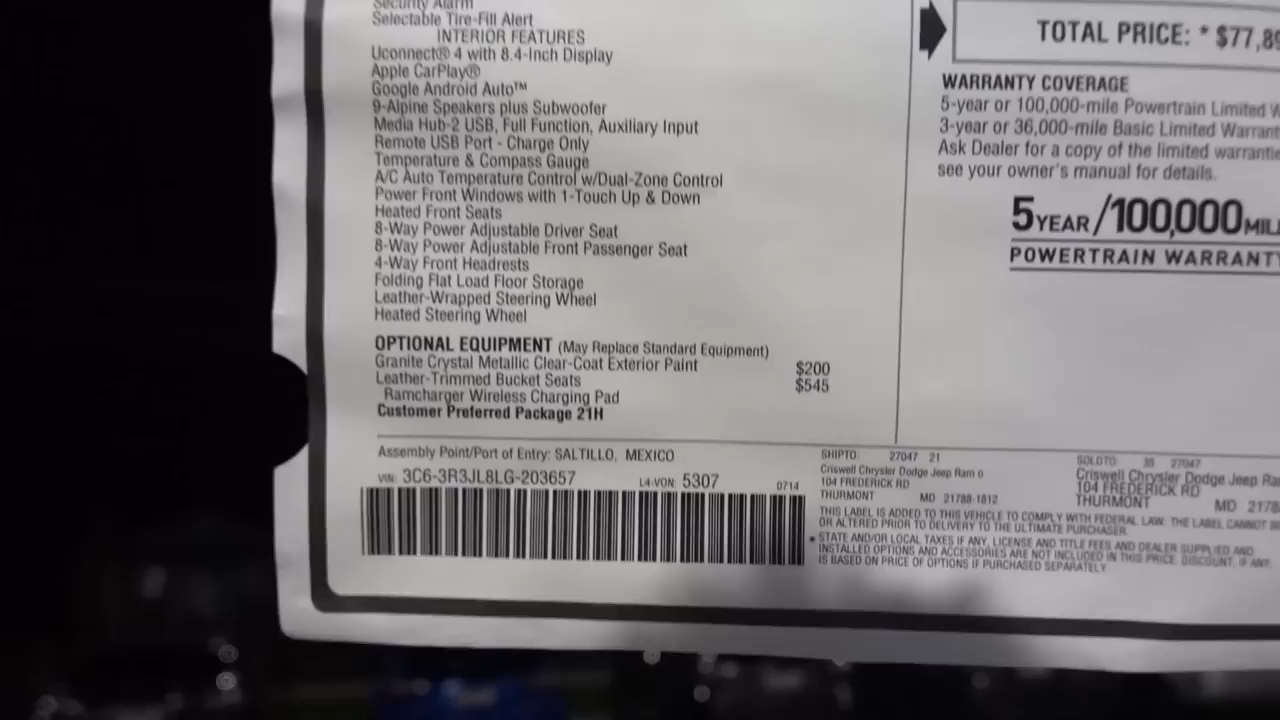 Security Alarm
Selectable Tire-Fill Alert
INTERIOR FEATURES
Uconnect® 4 with 8.4-Inch Display
Apple CarPlay®
Google Android Auto™
9-Alpine Speakers plus Subwoofer
Media Hub-2 USB, Full Function, Auxiliary Input
Remote USB Port - Charge Only
Temperature & Compass Gauge
A/C Auto Temperature Control w/Dual-Zone Control
Power Front Windows with 1-Touch Up & Down
Heated Front Seats
8-Way Power Adjustable Driver Seat
8-Way Power Adjustable Front Passenger Seat
4-Way Front Headrests
Folding Flat Load Floor Storage
Leather-Wrapped Steering Wheel
Heated Steering Wheel
OPTIONAL EQUIPMENT (May Replace Standard Equipment)
Granite Crystal Metallic Clear-Coat Exterior Paint $200
Leather-Trimmed Bucket Seats $545
Ramcharger Wireless Charging Pad
Customer Preferred Package 21H
TOTAL PRICE: * $77,89
WARRANTY COVERAGE
5-year or 100,000-mile Powertrain Limited
3-year or 36,000-mile Basic Limited
Ask Dealer for a copy of the limited
see your owner's manual for details.
5 YEAR /100,000
POWERTRAIN
Assembly Point/Port of Entry: SALTILLO, MEXICO
VIN: 3C6-3R3JL8LG-203657 L4-VON: 5307 0714
SHIPTO: 27047 21
Criswell Chrysler Dodge Jeep Ram o
104 FREDERICK RD
THURMONT MD 21788-1812
SOLDTO: 35 27047
Criswell Chrysler Dodge Jeep
104 FREDERICK RD
THURMONT MD
THIS LABEL IS ADDED TO THIS VEHICLE TO COMPLY WITH FEDERAL LAW. THE LABEL CANNOT
OR ALTERED PRIOR TO DELIVERY TO THE ULTIMATE PURCHASER.
* STATE AND/OR LOCAL TAXES IF ANY, LICENSE AND TITLE FEES AND DEALER SUPPLIED AND
INSTALLED OPTIONS AND ACCESSORIES ARE NOT INCLUDED IN THIS PRICE. DISCOUNT, IF ANY,
IS BASED ON PRICE OF OPTIONS IF PURCHASED SEPARATELY